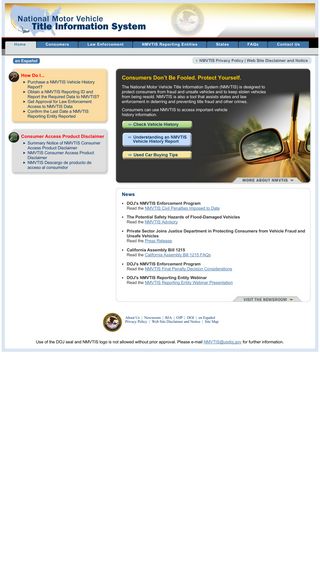 National Motor Vehicle
Title Information System
Home
Consumers
Law Enforcement
NMVTIS Reporting Entities
States
FAQs
Contact Us
en Español
NMVTIS Privacy Policy | Web Site Disclaimer and Notice
How Do I...
Purchase a NMVTIS Vehicle History
Report?
Obtain a NMVTIS Reporting ID and
Report the Required Data to NMVTIS?
Get Approval for Law Enforcement
Access to NMVTIS Data
Confirm the Last Date a NMVTIS
Reporting Entity Reported
Consumer Access Product Disclaimer
Summary Notice of NMVTIS Consumer
Access Product Disclaimer
NMVTIS Consumer Access Product
Disclaimer
NMVTIS Descargo de producto de
acceso de consumidor
Consumers Don't Be Fooled. Protect Yourself.
The National Motor Vehicle Title Information System (NMVTIS) is designed to
protect consumers from fraud and unsafe vehicles and to keep stolen vehicles
from being resold. NMVTIS is also a tool that assists states and law
enforcement in deterring and preventing title fraud and other crimes.
Consumers can use NMVTIS to access important vehicle
history information.
Check Vehicle History
Understanding an NMVTIS
Vehicle History Report
Used Car Buying Tips
MORE ABOUT NMVTIS
News
DOJ's NMVTIS Enforcement Program
Read the NMVTIS Civil Penalties Imposed to Date
The Potential Safety Hazards of Flood-Damaged Vehicles
Read the NMVTIS Advisory
Private Sector Joins Justice Department in Protecting Consumers from Vehicle Fraud and
Unsafe Vehicles
Read the Press Release
California Assembly Bill 1215
Read the California Assembly Bill 1215 FAQs
DOJ's NMVTIS Enforcement Program
Read the NMVTIS Final Penalty Decision Considerations
DOJ's NMVTIS Reporting Entity Webinar
Read the NMVTIS Reporting Entity Webinar Presentation
VISIT THE NEWSROOM
About Us | Newsroom | BJA | OJP | DOJ | en Español
Privacy Policy | Web Site Disclaimer and Notices | Site Map
Use of the DOJ seal and NMVTIS logo is not allowed without prior approval. Please e-mail NMVTIS@usdoj.gov for further information.